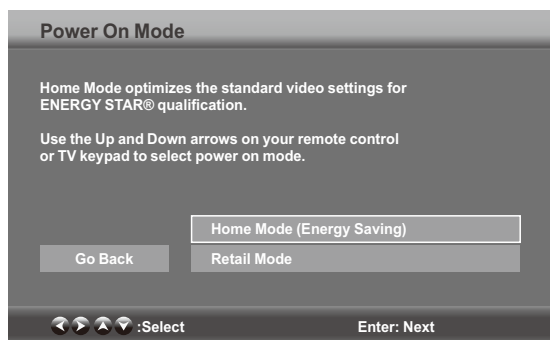 Power On Mode
Home Mode optimizes the standard video settings for
ENERGY STAR® qualification.
Use the Up and Down arrows on your remote control
or TV keypad to select power on mode.
Home Mode (Energy Saving)
Go Back Retail Mode
:Select Enter: Next